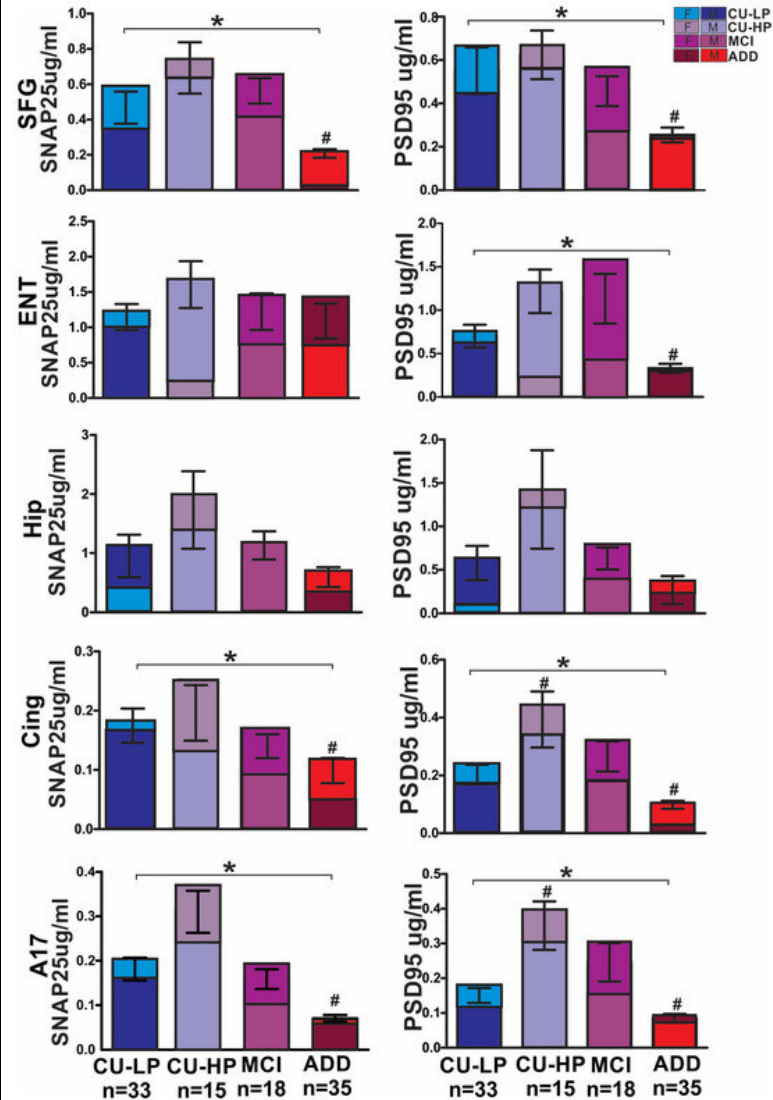 F M CU-LP
F M CU-HP
F M MCI
F M ADD
SFG
SNAP25ug/ml
1.0
0.8
0.6
0.4
0.2
0.0
*
#
PSD95 ug/ml
0.8
0.6
0.4
0.2
0.0
*
#
ENT
SNAP25ug/ml
2.5
2.0
1.5
1.0
0.5
0.0
PSD95 ug/ml
2.0
1.5
1.0
0.5
0.0
*
#
Hip
SNAP25ug/ml
3
2
1
0
PSD95 ug/ml
2.0
1.5
1.0
0.5
0.0
Cing
SNAP25ug/ml
0.3
0.2
0.1
0.0
*
#
PSD95 ug/ml
0.6
0.4
0.2
0.0
*
#
#
A17
SNAP25ug/ml
0.4
0.3
0.2
0.1
0.0
*
#
PSD95 ug/ml
0.5
0.4
0.3
0.2
0.1
0.0
*
#
#
CU-LP CU-HP MCI ADD
n=33 n=15 n=18 n=35
CU-LP CU-HP MCI ADD
n=33 n=15 n=18 n=35